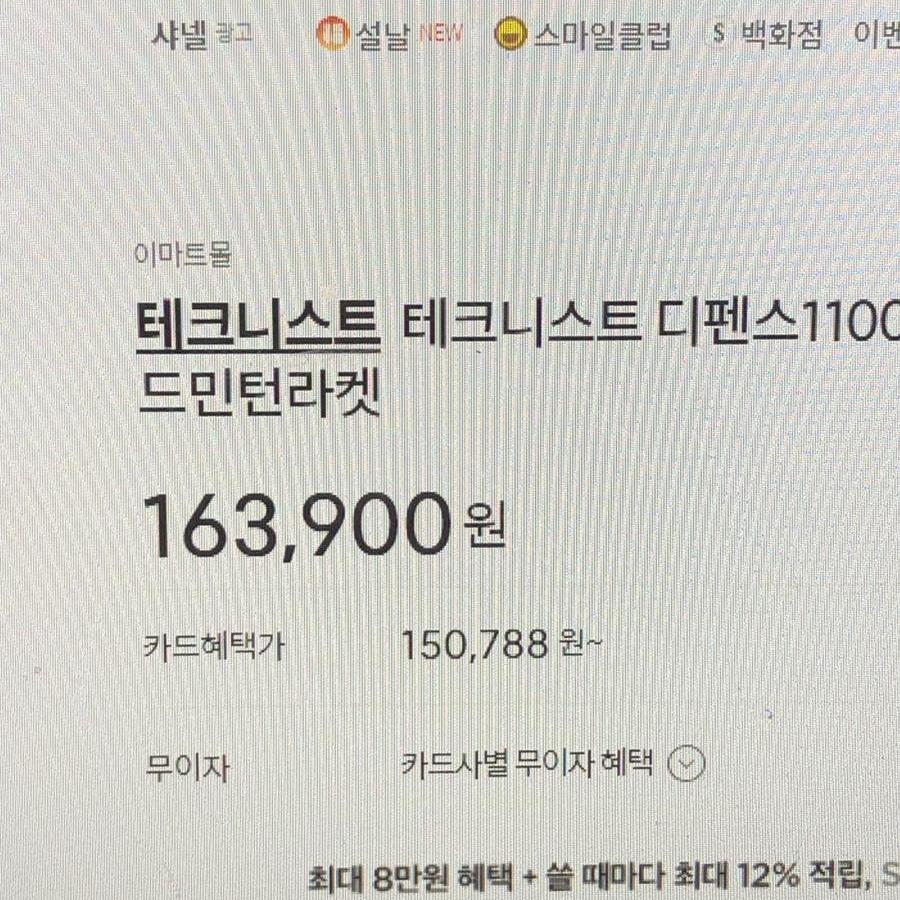 샤넬 광고 설날 NEW 스마일클럽 S 백화점 이벤
이마트몰
테크니스트 테크니스트 디펜스1100
드민턴라켓
163,900원
카드혜택가 150,788 원~
무이자 카드사별 무이자 혜택
최대 8만원 혜택 + 쓸 때마다 최대 12% 적립, S